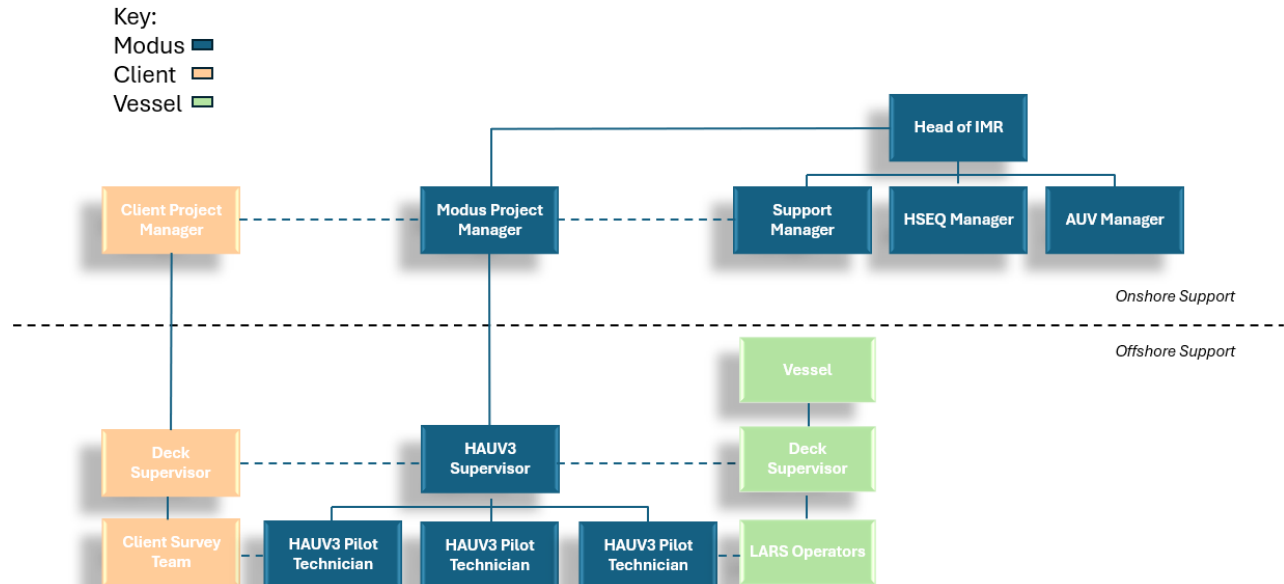 Key:
Modus
Client
Vessel
Head of IMR
Client Project
Manager
Modus Project
Manager
Support
Manager
HSEQ Manager
AUV Manager
Onshore Support
Offshore Support
Vessel
Deck
Supervisor
HAUV3
Supervisor
Deck
Supervisor
Client Survey
Team
HAUV3 Pilot
Technician
HAUV3 Pilot
Technician
HAUV3 Pilot
Technician
LARS Operators